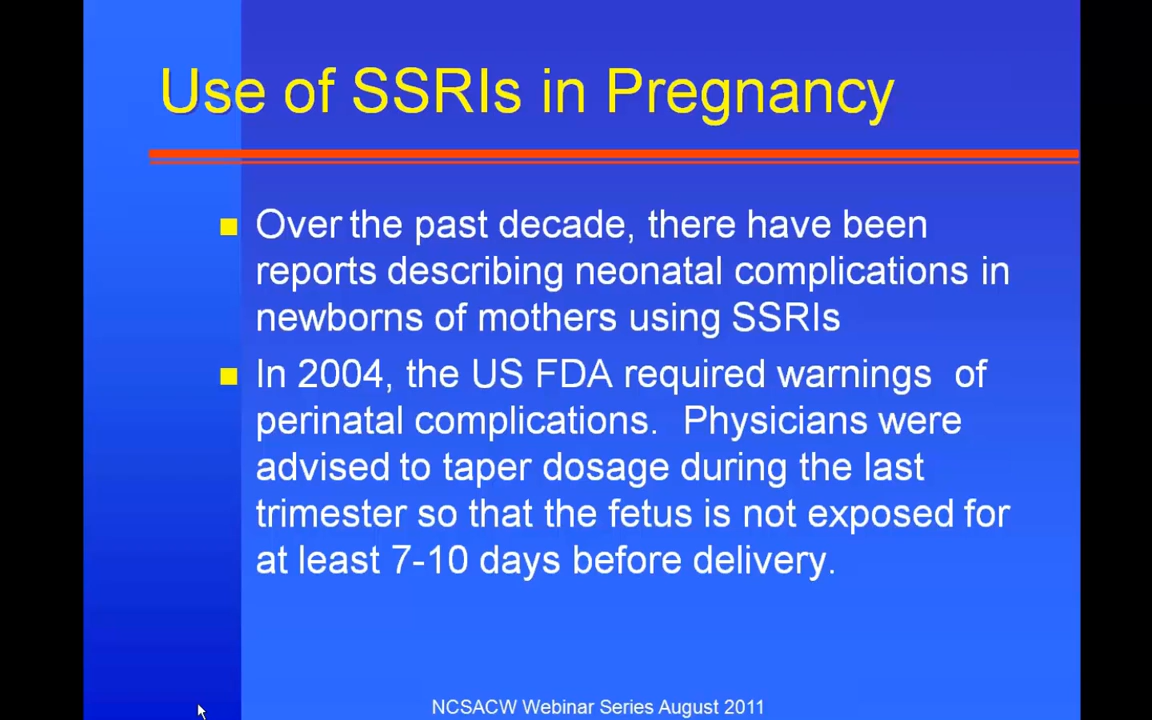 Use of SSRIs in Pregnancy
Over the past decade, there have been
reports describing neonatal complications in
newborns of mothers using SSRIs
In 2004, the US FDA required warnings  of
perinatal complications.  Physicians were
advised to taper dosage during the last
trimester so that the fetus is not exposed for
at least 7-10 days before delivery.
NCSACW Webinar Series August 2011